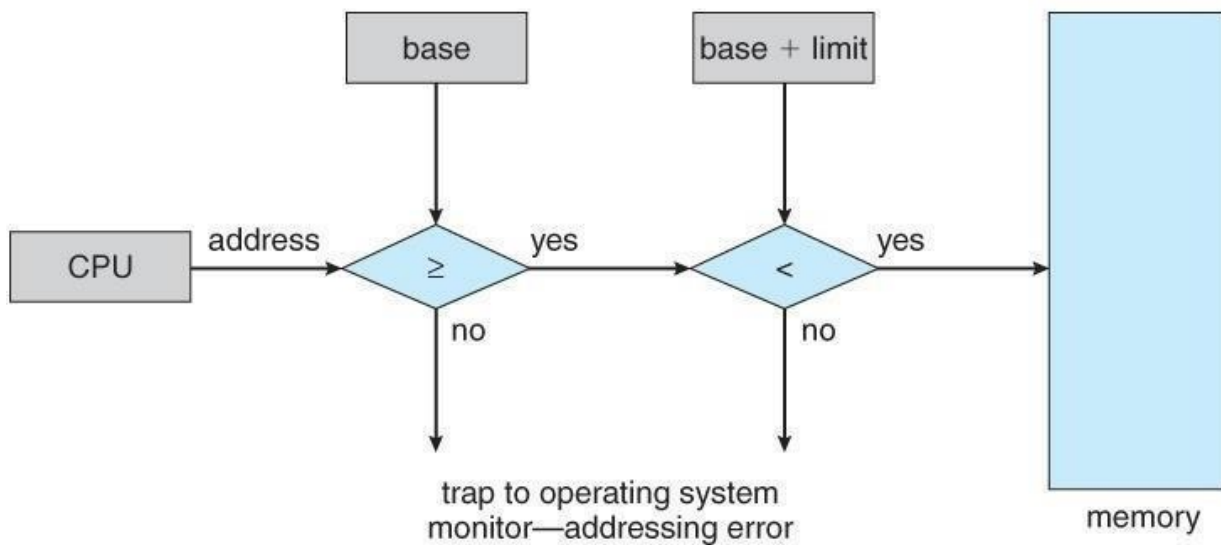 base
base + limit
address
yes
yes
CPU
≥
<
no
no
trap to operating system
monitor—addressing error
memory